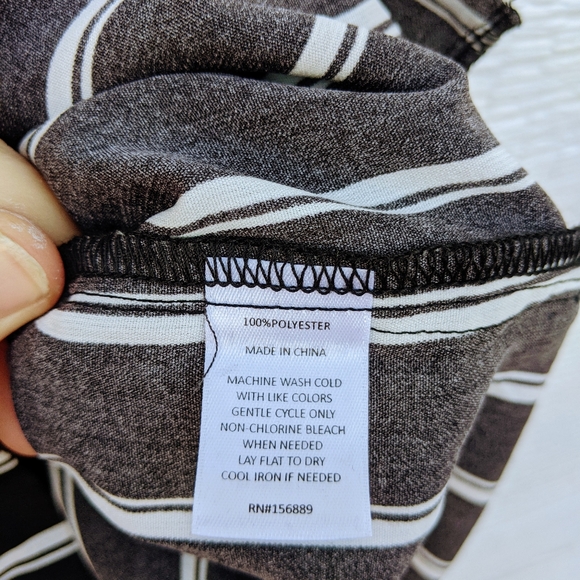 100%POLYESTER
MADE IN CHINA
MACHINE WASH COLD
WITH LIKE COLORS
GENTLE CYCLE ONLY
NON-CHLORINE BLEACH
WHEN NEEDED
LAY FLAT TO DRY
COOL IRON IF NEEDED
RN#156889